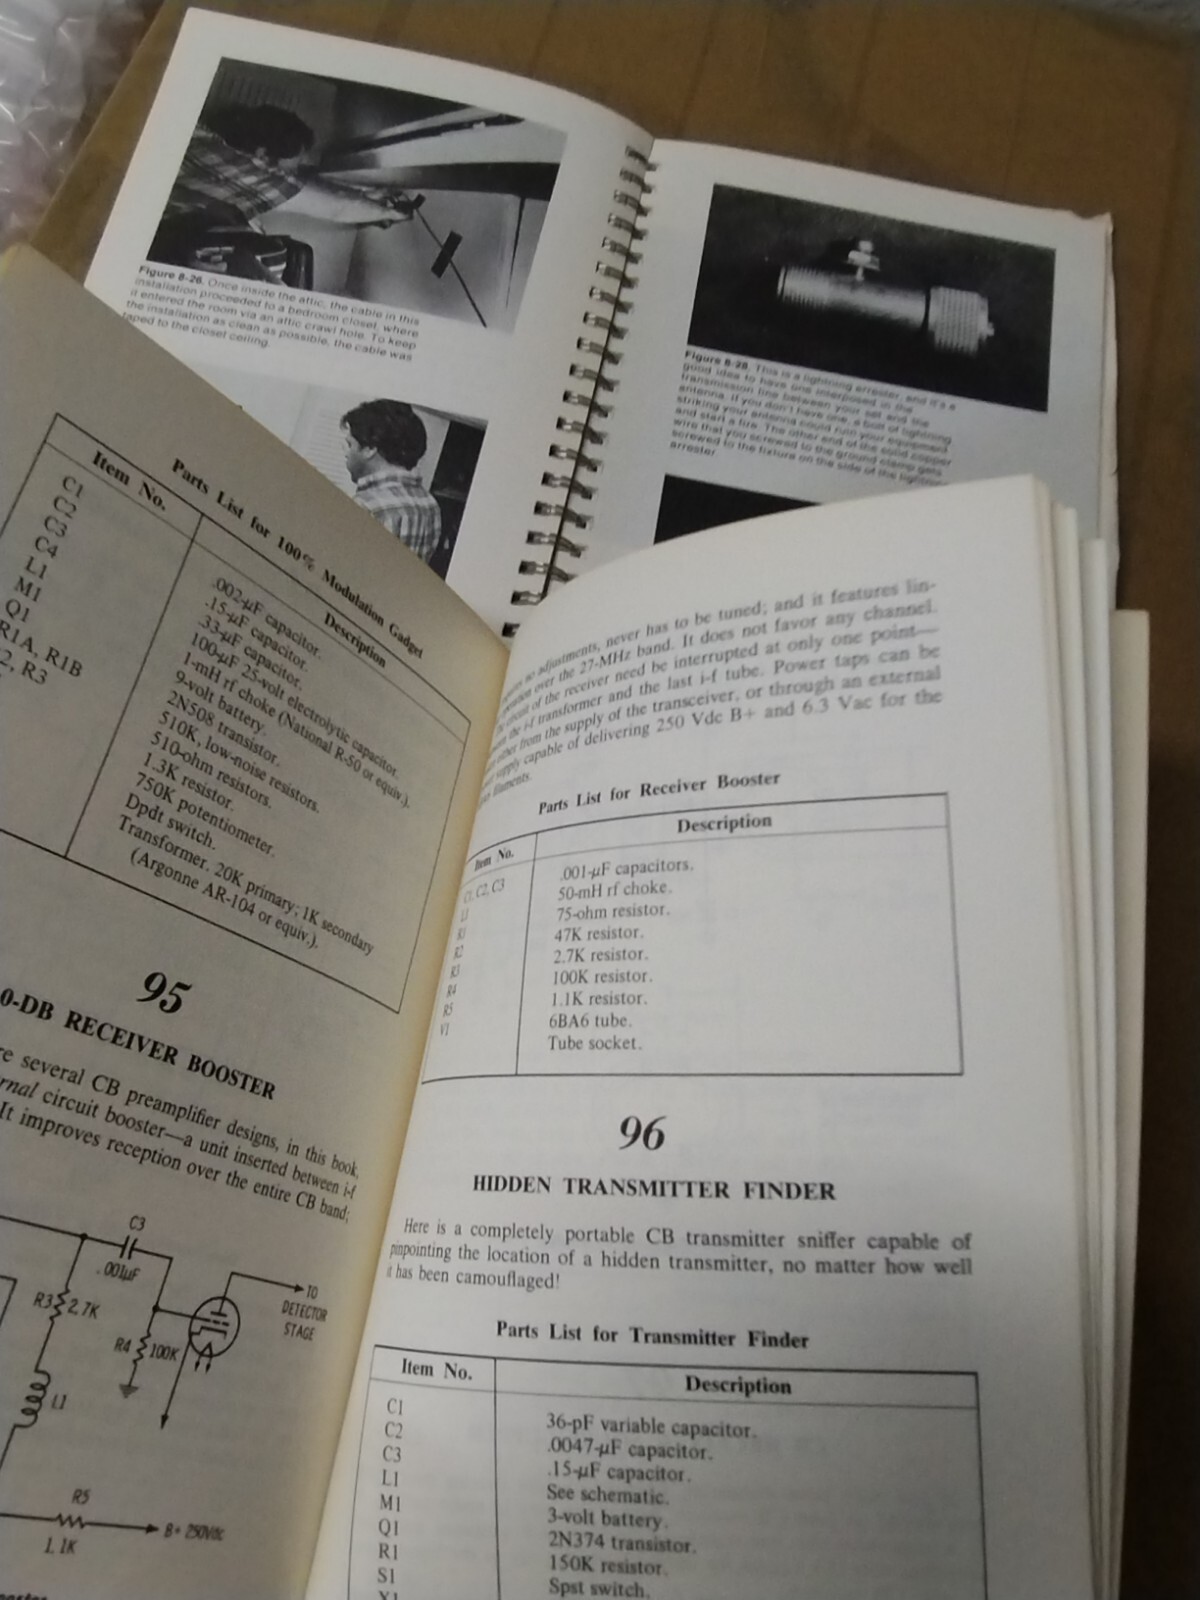 Figure 8-26. Once inside the attic, the cable in this
installation proceeded to a bedroom closet, where
it entered the room via an attic crawl hole. To keep
the installation as clean as possible, the cable was
taped to the closet ceiling.
Figure 8-28. This is a lightning arrester, and it's a
good idea to have one interposed in the
transmission line between your set and the
antenna. If you don't have one, a bolt of lightning
striking your antenna could ruin your equipment
and start a fire. The other end of the solid copper
wire that you screwed to the ground clamp gets
screwed to the fixture on the side of the lightning
arrester.
Parts List for 100% Modulation Gadget
Item No.
Description
C1
C2
C3
C4
L1
M1
Q1
R1A, R1B
R3
.002-µF capacitor.
.15-µF capacitor.
.33-µF capacitor.
100-µF 25-volt electrolytic capacitor.
1-mH rf choke (National R-50 or equiv.).
9-volt battery.
2N508 transistor.
510K, low-noise resistors.
510-ohm resistors.
1.3K resistor.
750K potentiometer.
Dpdt switch.
Transformer. 20K primary; 1K secondary
(Argonne AR-104 or equiv.).
95
0-DB RECEIVER BOOSTER
re several CB preamplifier designs, in this book.
rnal circuit booster—a unit inserted between i-f
It improves reception over the entire CB band;
C3
.001µF
R3 2.7K
R4 100K
TO
DETECTOR
STAGE
L1
R5
1.1K
B+ 250Vdc
no adjustments, never has to be tuned; and it features lin-
over the 27-MHz band. It does not favor any channel.
circuit of the receiver need be interrupted at only one point—
the i-f transformer and the last i-f tube. Power taps can be
either from the supply of the transceiver, or through an external
supply capable of delivering 250 Vdc B+ and 6.3 Vac for the
filaments.
Parts List for Receiver Booster
Item No. Description
C1, C2, C3 .001-µF capacitors.
L1 50-mH rf choke.
R1 75-ohm resistor.
R2 47K resistor.
R3 2.7K resistor.
R4 100K resistor.
R5 1.1K resistor.
V1 6BA6 tube.
Tube socket.
96
HIDDEN TRANSMITTER FINDER
Here is a completely portable CB transmitter sniffer capable of
pinpointing the location of a hidden transmitter, no matter how well
it has been camouflaged!
Parts List for Transmitter Finder
Item No. Description
C1 36-pF variable capacitor.
C2 .0047-µF capacitor.
C3 .15-µF capacitor.
L1 See schematic.
M1 3-volt battery.
Q1 2N374 transistor.
R1 150K resistor.
S1 Spst switch.